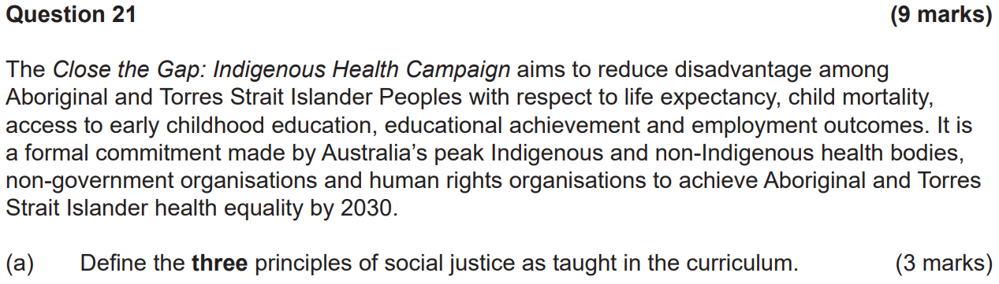 Question 21 (9 marks)
The Close the Gap: Indigenous Health Campaign aims to reduce disadvantage among
Aboriginal and Torres Strait Islander Peoples with respect to life expectancy, child mortality,
access to early childhood education, educational achievement and employment outcomes. It is
a formal commitment made by Australia’s peak Indigenous and non-Indigenous health bodies,
non-government organisations and human rights organisations to achieve Aboriginal and Torres
Strait Islander health equality by 2030.
(a) Define the three principles of social justice as taught in the curriculum. (3 marks)